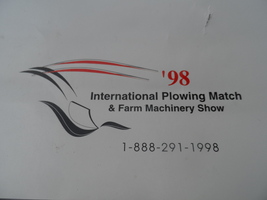 '98
International Plowing Match
& Farm Machinery Show
1-888-291-1998